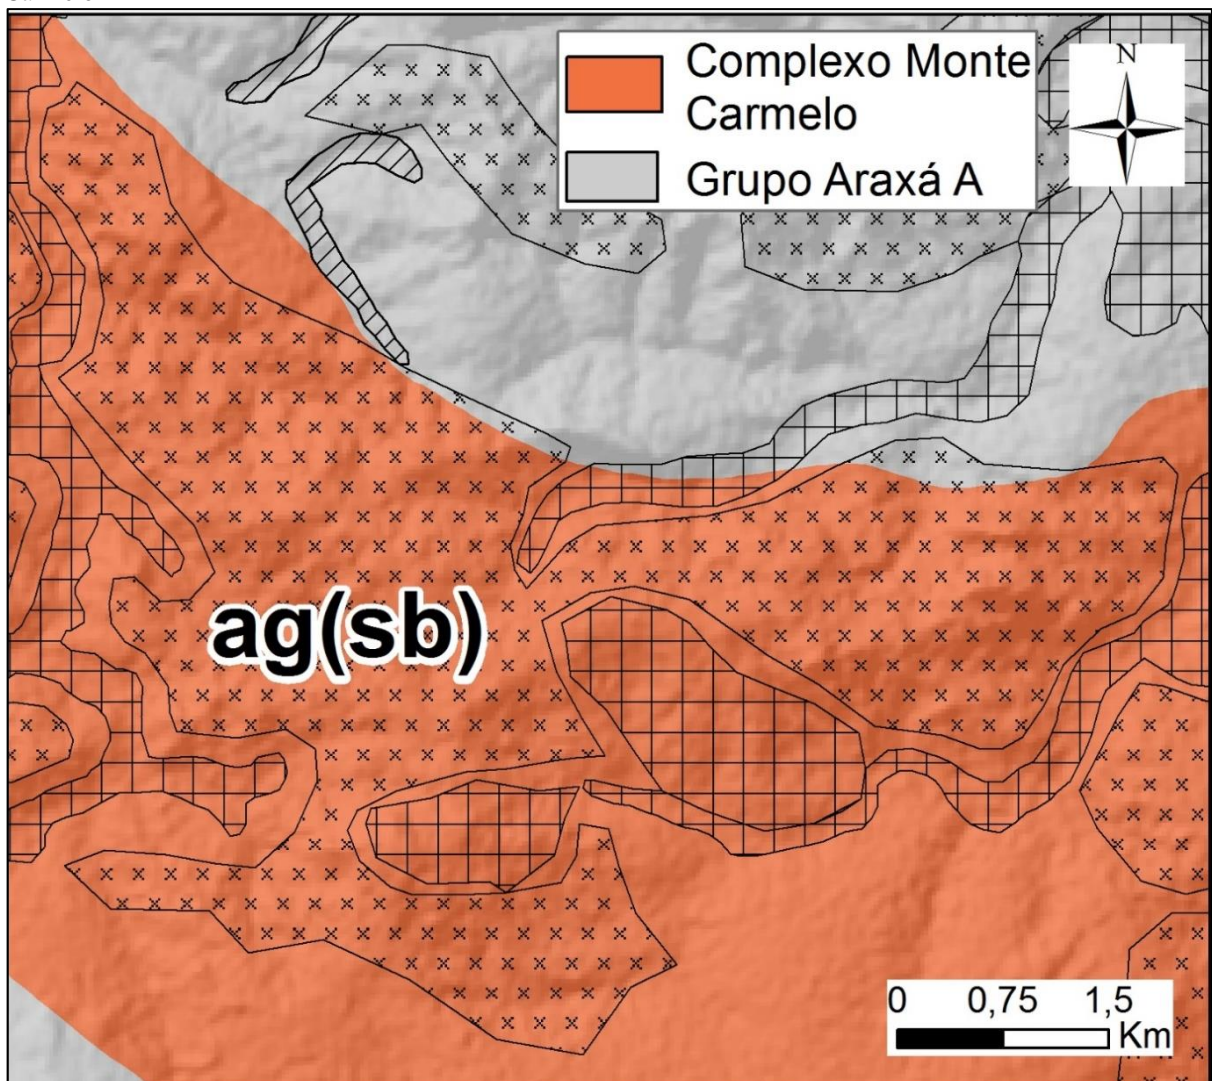 Complexo Monte
Carmelo
Grupo Araxá A
N
ag(sb)
0 0,75 1,5
Km